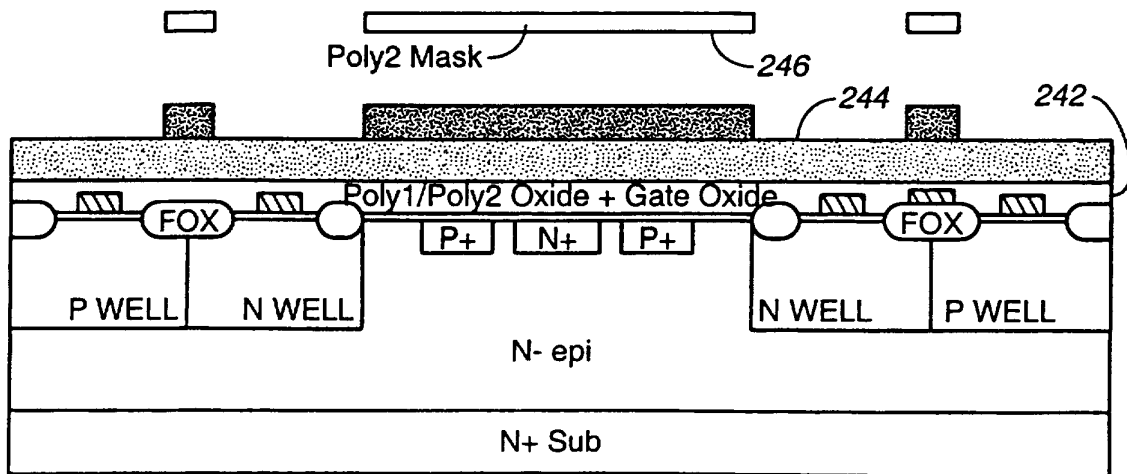 Poly2 Mask
246
244
242
Poly1/Poly2 Oxide + Gate Oxide
FOX
FOX
P+
N+
P+
P WELL
N WELL
N WELL
P WELL
N- epi
N+ Sub